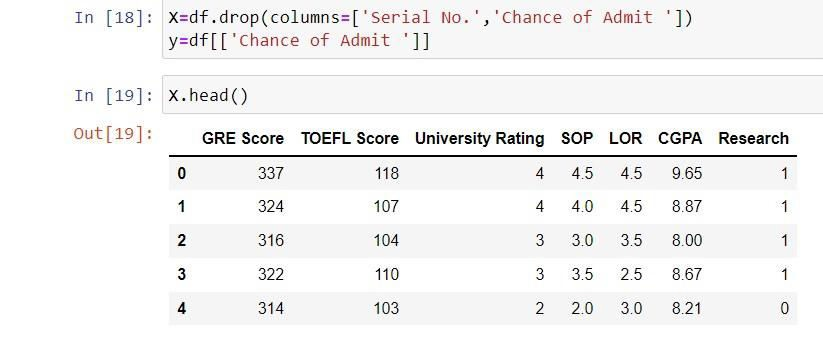 In [18]: X=df.drop(columns=['Serial No.','Chance of Admit '])
y=df[['Chance of Admit ']]
In [19]: X.head()
Out[19]:
GRE Score TOEFL Score University Rating SOP LOR CGPA Research
0 337 118 4 4.5 4.5 9.65 1
1 324 107 4 4.0 4.5 8.87 1
2 316 104 3 3.0 3.5 8.00 1
3 322 110 3 3.5 2.5 8.67 1
4 314 103 2 2.0 3.0 8.21 0